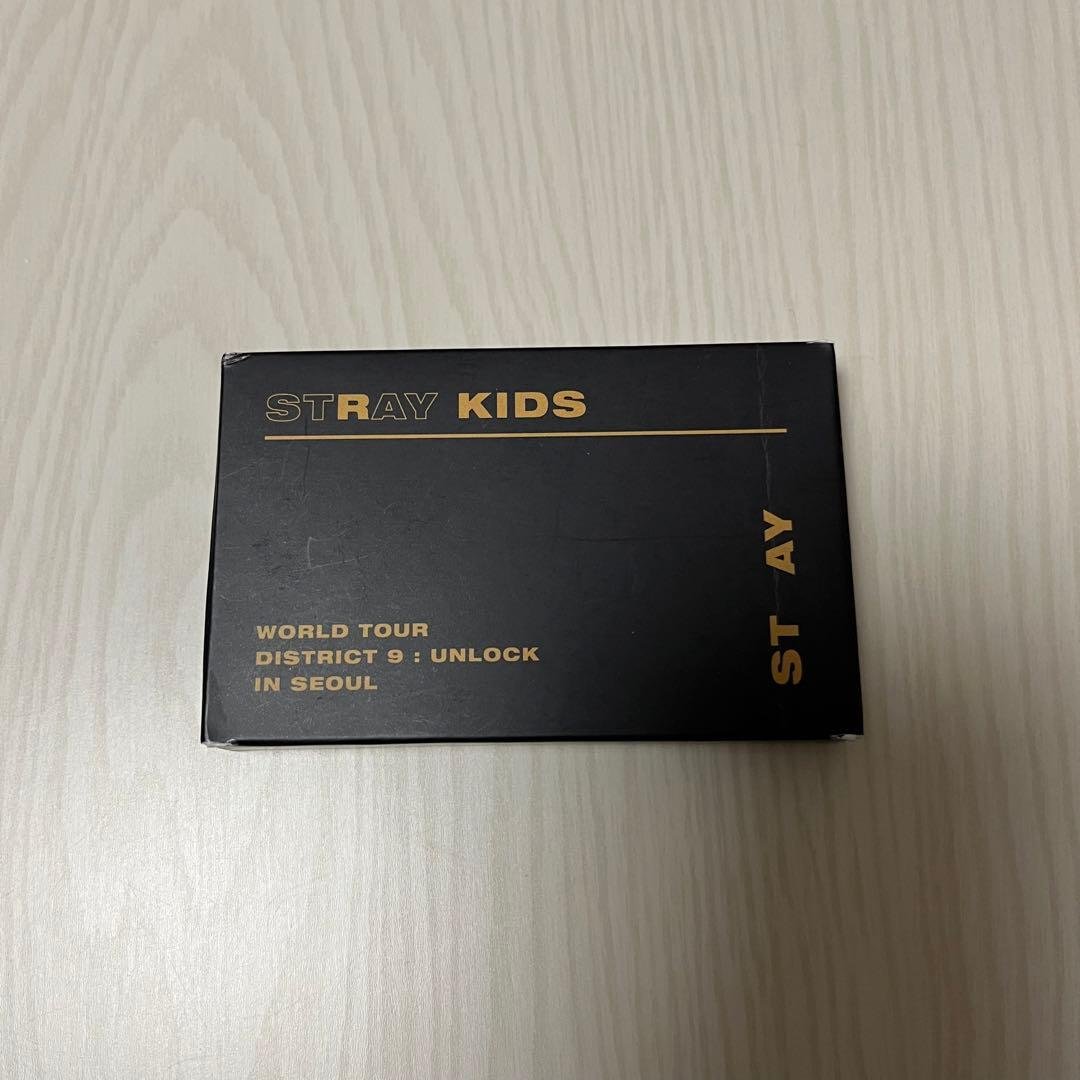 STRAY KIDS
WORLD TOUR
DISTRICT 9 : UNLOCK
IN SEOUL
ST AY